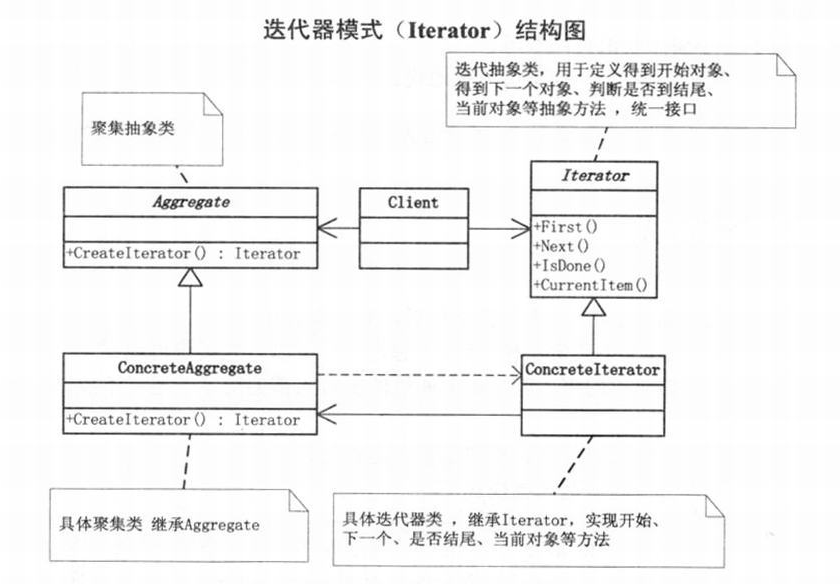 迭代器模式（Iterator）结构图
迭代抽象类，用于定义得到开始对象、
得到下一个对象、判断是否到结尾、
当前对象等抽象方法 ，统一接口
聚集抽象类
Aggregate
Client
Iterator
+CreateIterator() : Iterator
+First()
+Next()
+IsDone()
+CurrentItem()
ConcreteAggregate
ConcreteIterator
+CreateIterator() : Iterator
具体聚集类 继承Aggregate
具体迭代器类 ，继承Iterator，实现开始、
下一个、是否结尾、当前对象等方法